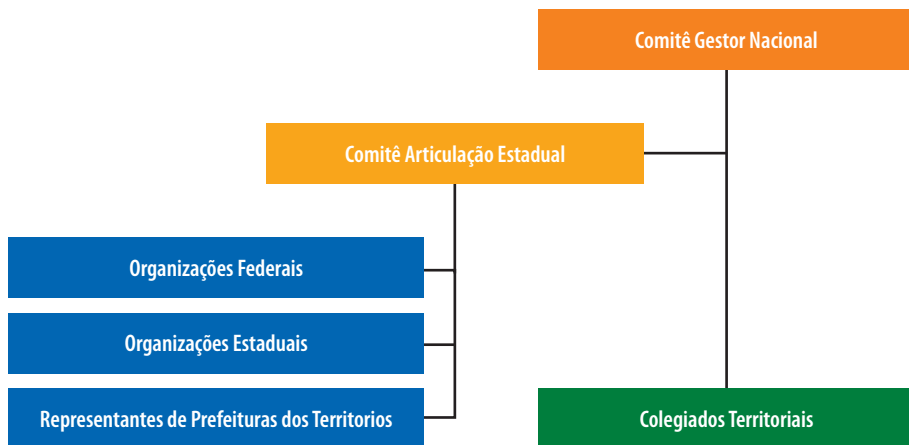 Comitê Gestor Nacional
Comitê Articulação Estadual
Organizações Federais
Organizações Estaduais
Representantes de Prefeituras dos Territorios
Colegiados Territoriais